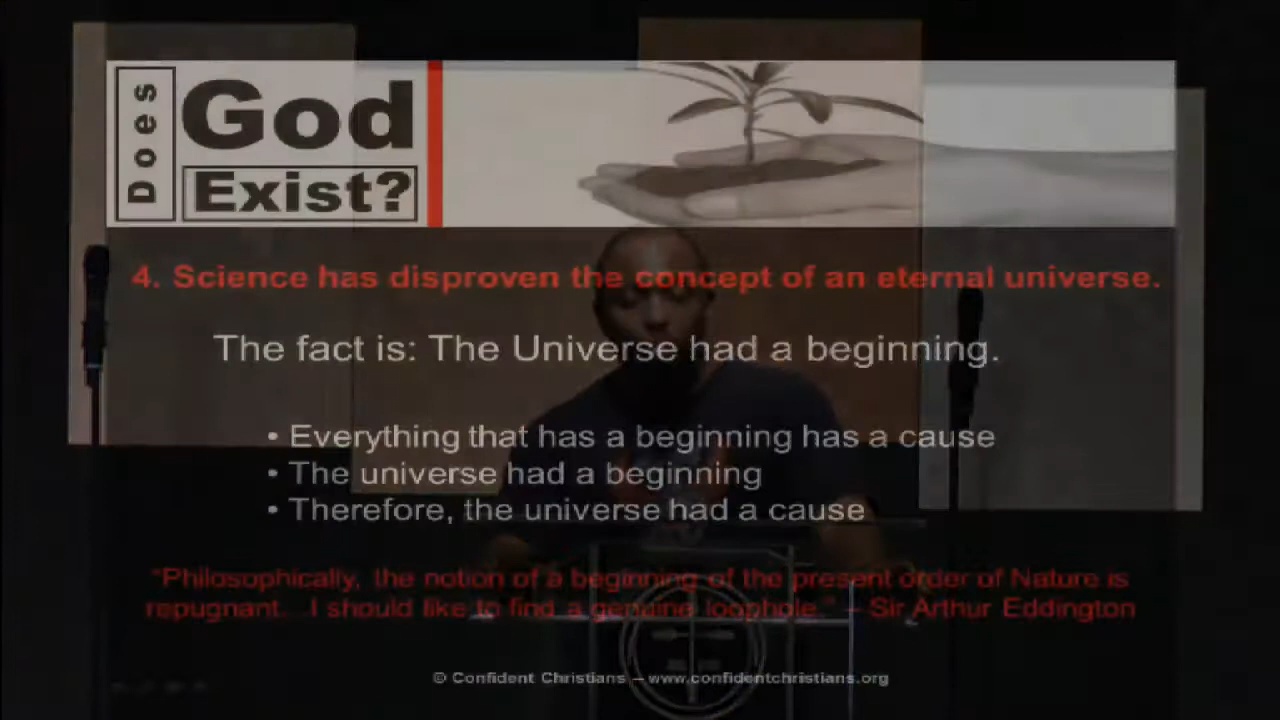 Does
God
Exist?
4. Science has disproven the concept of an eternal universe.
The fact is: The Universe had a beginning.
• Everything that has a beginning has a cause
• The universe had a beginning
• Therefore, the universe had a cause
"Philosophically, the notion of a beginning of the present order of Nature is
repugnant. I should like to find a genuine loophole." – Sir Arthur Eddington
© Confident Christians – www.confidentchristians.org